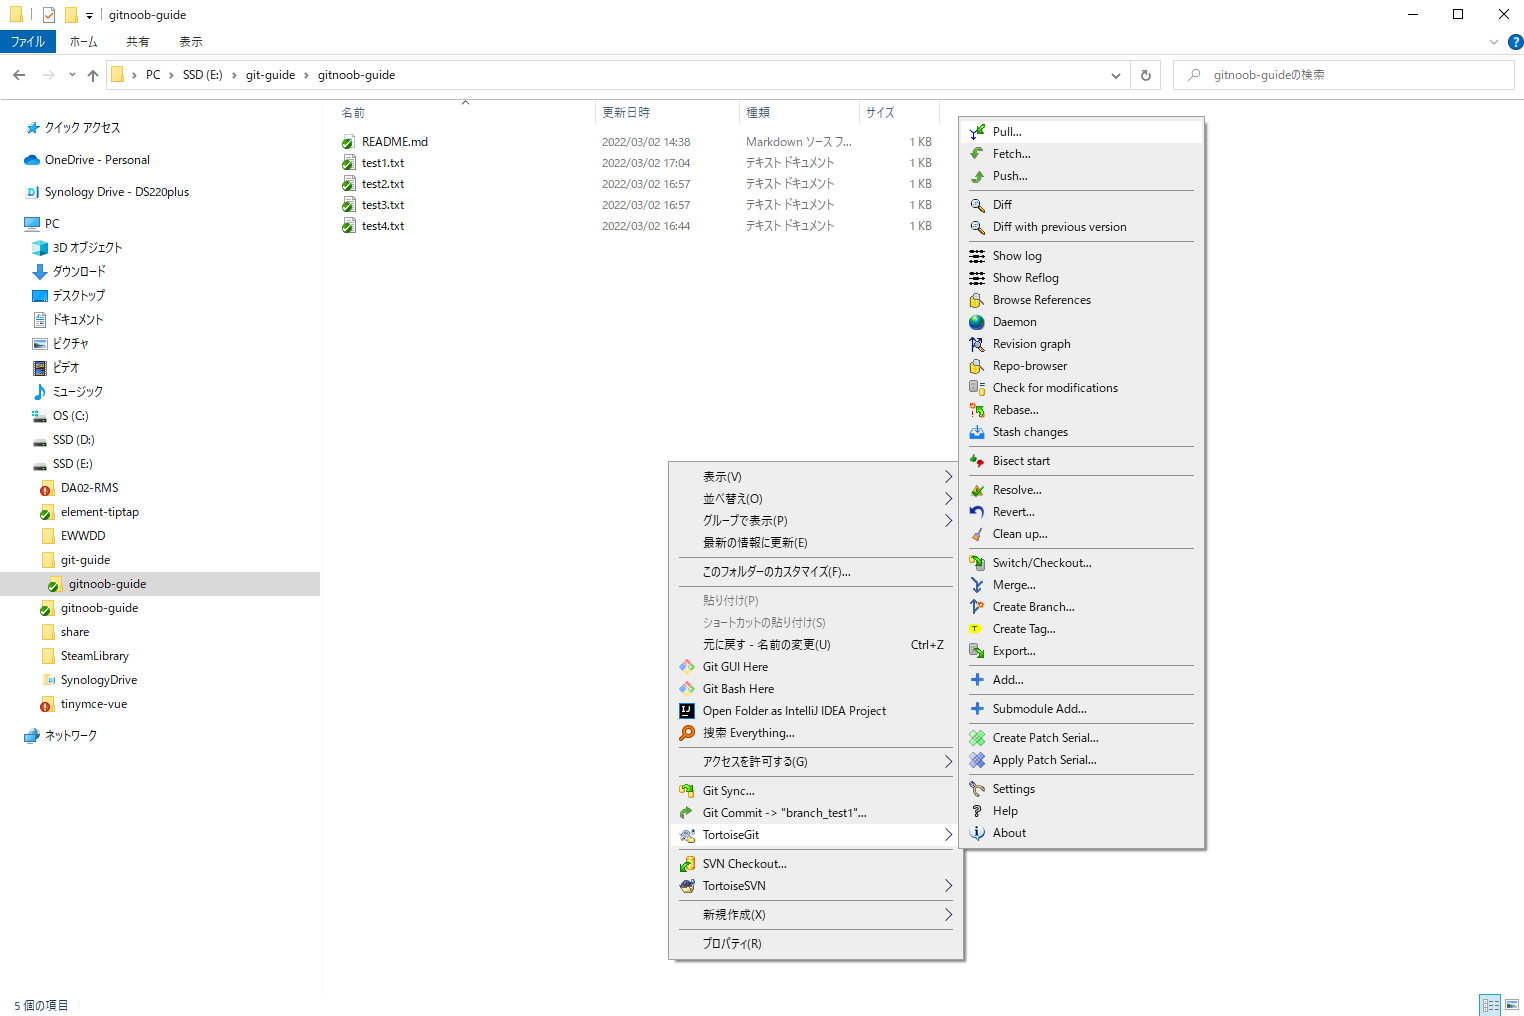 gitnoob-guide
ファイル ホーム 共有 表示
PC SSD (E:) git-guide gitnoob-guide
gitnoob-guideの検索
クイック アクセス
OneDrive - Personal
Synology Drive - DS220plus
PC
3D オブジェクト
ダウンロード
デスクトップ
ドキュメント
ピクチャ
ビデオ
ミュージック
OS (C:)
SSD (D:)
SSD (E:)
DA02-RMS
element-tiptap
EWWDD
git-guide
gitnoob-guide
gitnoob-guide
share
SteamLibrary
SynologyDrive
tinymce-vue
ネットワーク
名前 更新日時 種類 サイズ
README.md 2022/03/02 14:38 Markdown ソース フ... 1 KB
test1.txt 2022/03/02 17:04 テキスト ドキュメント 1 KB
test2.txt 2022/03/02 16:57 テキスト ドキュメント 1 KB
test3.txt 2022/03/02 16:57 テキスト ドキュメント 1 KB
test4.txt 2022/03/02 16:44 テキスト ドキュメント 1 KB
表示(V)
並べ替え(O)
グループで表示(P)
最新の情報に更新(E)
このフォルダーのカスタマイズ(F)...
貼り付け(P)
ショートカットの貼り付け(S)
元に戻す - 名前の変更(U) Ctrl+Z
Git GUI Here
Git Bash Here
Open Folder as IntelliJ IDEA Project
搜索 Everything...
アクセスを許可する(G)
Git Sync...
Git Commit -> "branch_test1"...
TortoiseGit
SVN Checkout...
TortoiseSVN
新規作成(X)
プロパティ(R)
Pull...
Fetch...
Push...
Diff
Diff with previous version
Show log
Show Reflog
Browse References
Daemon
Revision graph
Repo-browser
Check for modifications
Rebase...
Stash changes
Bisect start
Resolve...
Revert...
Clean up...
Switch/Checkout...
Merge...
Create Branch...
Create Tag...
Export...
Add...
Submodule Add...
Create Patch Serial...
Apply Patch Serial...
Settings
Help
About
5 個の項目